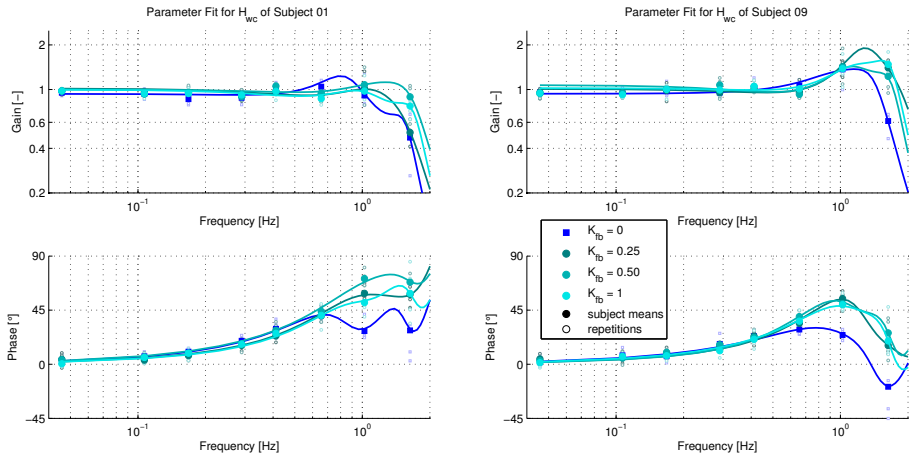 Parameter Fit for H_wc of Subject 01
2
1
0.6
0.4
0.2
Gain [−]
10^−1
10^0
Frequency [Hz]
Parameter Fit for H_wc of Subject 09
2
1
0.6
0.4
0.2
Gain [−]
10^−1
10^0
Frequency [Hz]
90
45
0
−45
Phase [°]
10^−1
10^0
Frequency [Hz]
90
45
0
−45
Phase [°]
10^−1
10^0
Frequency [Hz]
K_fb = 0
K_fb = 0.25
K_fb = 0.50
K_fb = 1
subject means
repetitions